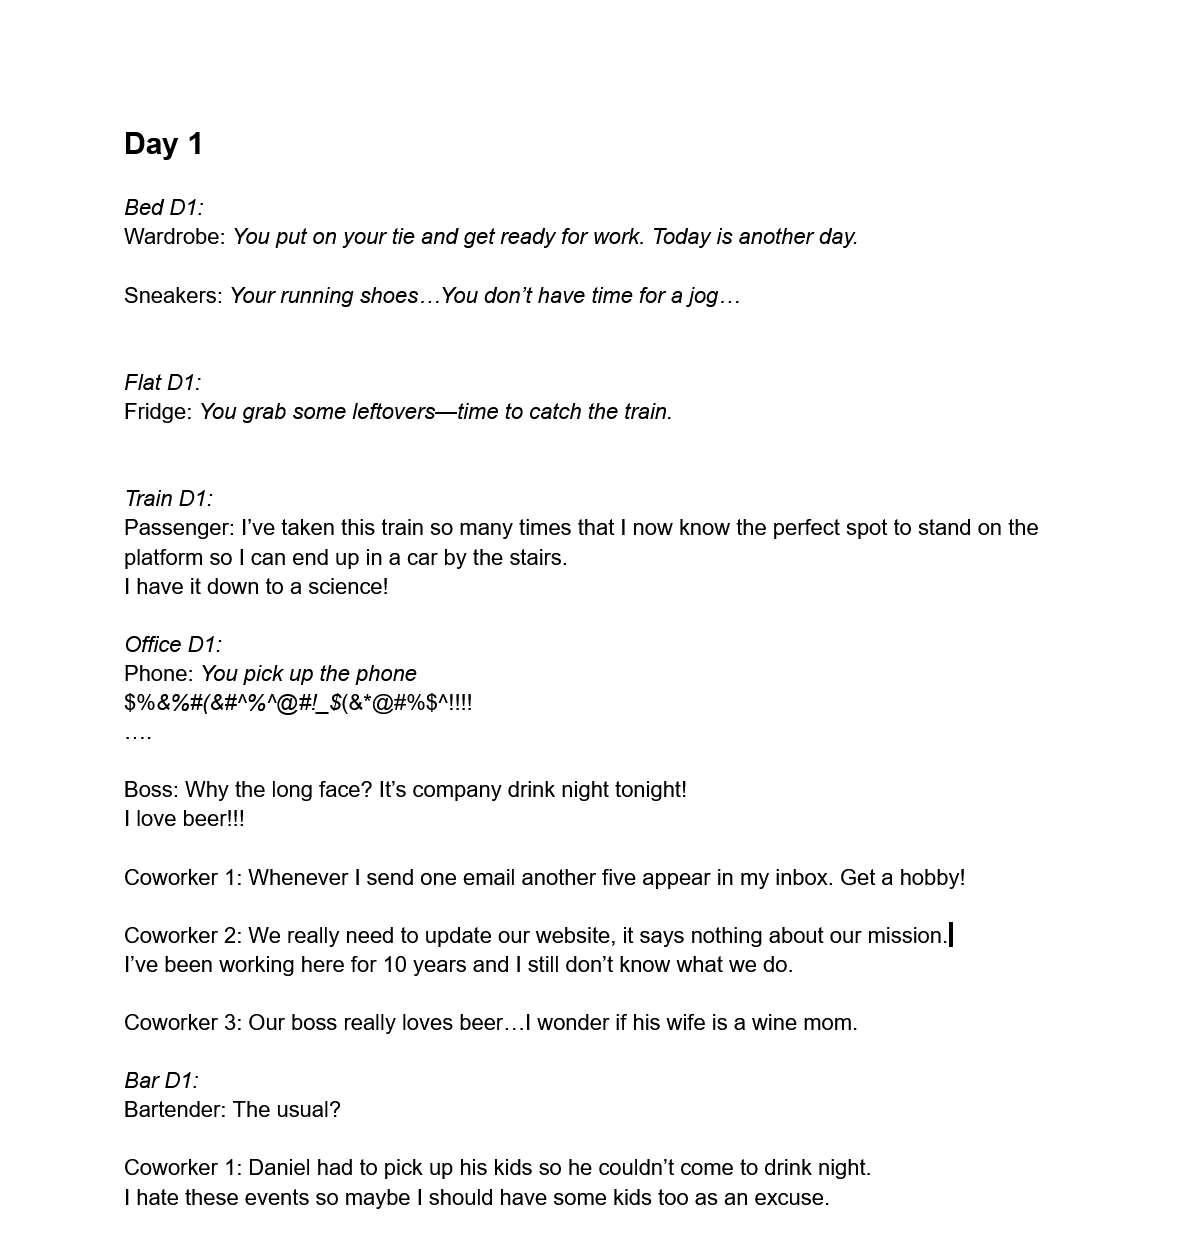 Day 1
Bed D1:
Wardrobe: You put on your tie and get ready for work. Today is another day.
Sneakers: Your running shoes…You don’t have time for a jog…
Flat D1:
Fridge: You grab some leftovers—time to catch the train.
Train D1:
Passenger: I’ve taken this train so many times that I now know the perfect spot to stand on the
platform so I can end up in a car by the stairs.
I have it down to a science!
Office D1:
Phone: You pick up the phone
$%&%#(&#^%^@#!_$(&*@#%$^!!!!
….
Boss: Why the long face? It’s company drink night tonight!
I love beer!!!
Coworker 1: Whenever I send one email another five appear in my inbox. Get a hobby!
Coworker 2: We really need to update our website, it says nothing about our mission.
I’ve been working here for 10 years and I still don’t know what we do.
Coworker 3: Our boss really loves beer…I wonder if his wife is a wine mom.
Bar D1:
Bartender: The usual?
Coworker 1: Daniel had to pick up his kids so he couldn’t come to drink night.
I hate these events so maybe I should have some kids too as an excuse.